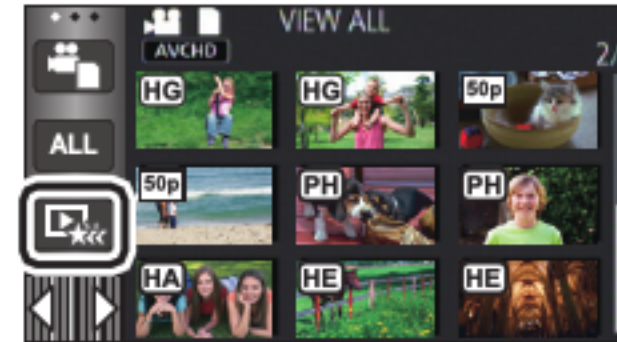 VIEW ALL
AVCHD
2/
HG HG 50p
ALL
50p PH PH
HA HE HE